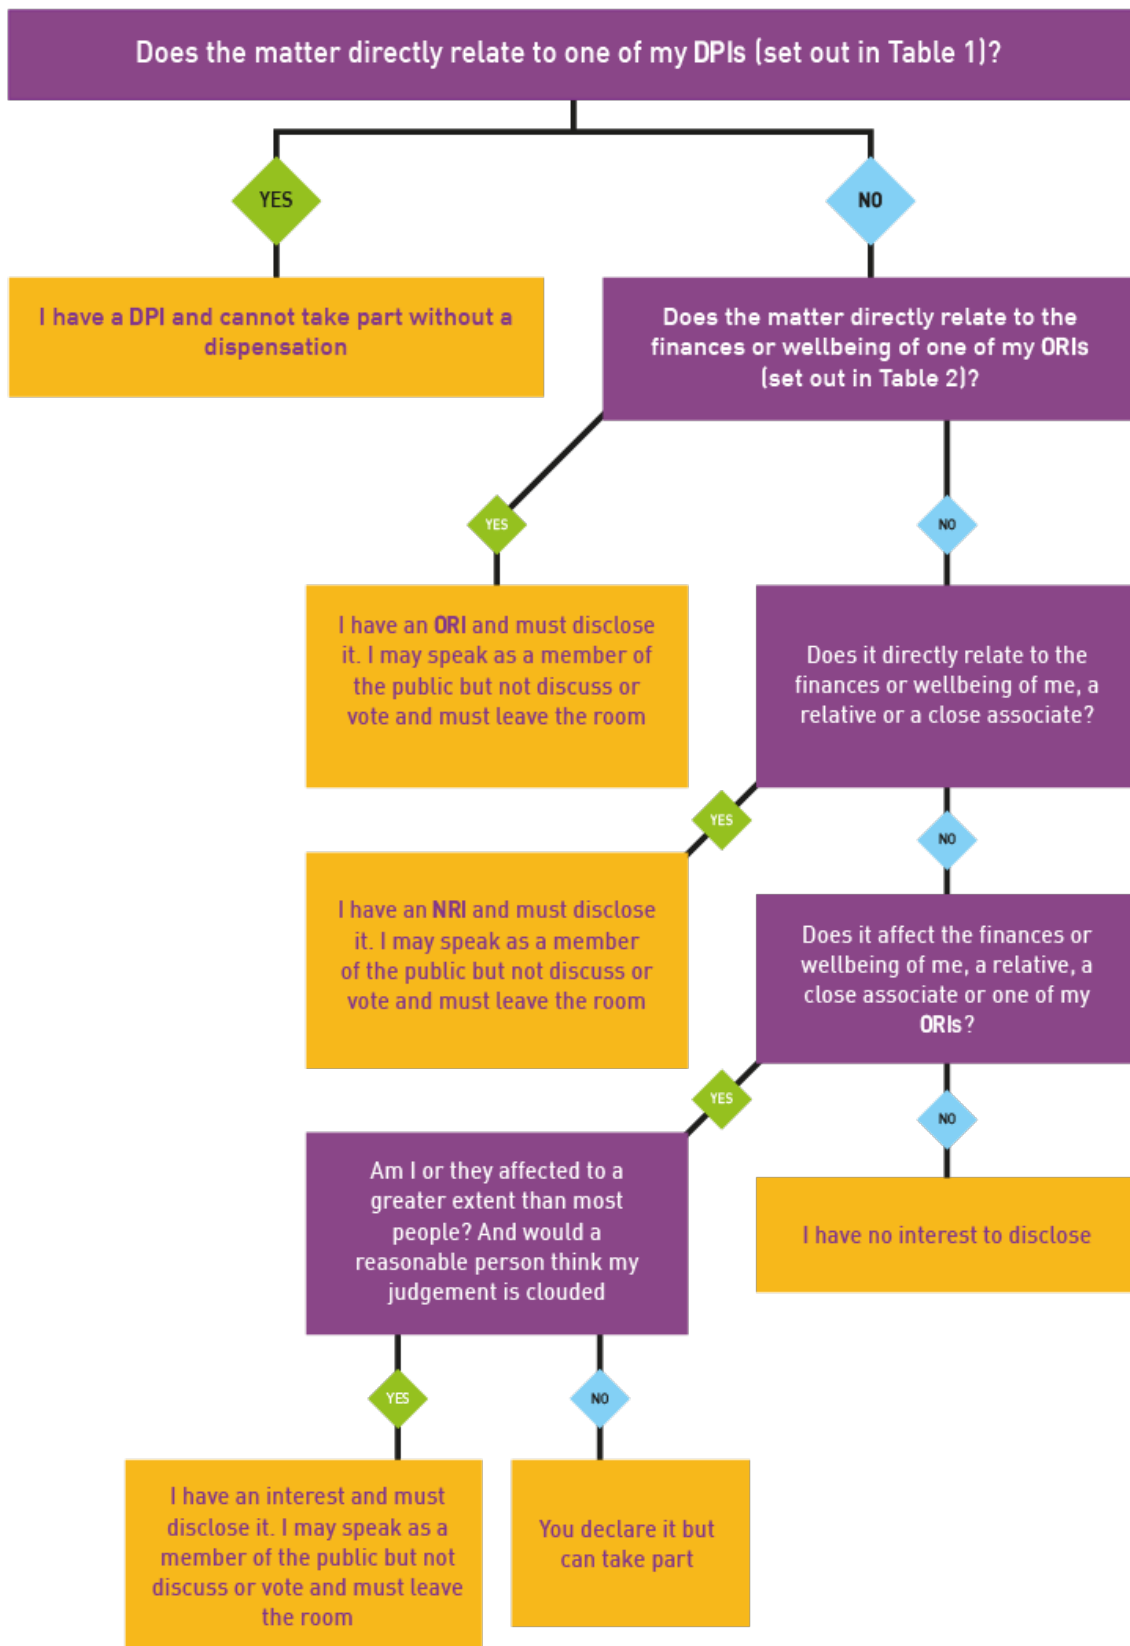 Does the matter directly relate to one of my DPIs (set out in Table 1)?
YES
NO
I have a DPI and cannot take part without a
dispensation
Does the matter directly relate to the
finances or wellbeing of one of my ORIs
(set out in Table 2)?
YES
NO
I have an ORI and must disclose
it. I may speak as a member of
the public but not discuss or
vote and must leave the room
Does it directly relate to the
finances or wellbeing of me, a
relative or a close associate?
YES
NO
I have an NRI and must disclose
it. I may speak as a member
of the public but not discuss or
vote and must leave the room
Does it affect the finances or
wellbeing of me, a relative, a
close associate or one of my
ORIs?
YES
NO
Am I or they affected to a
greater extent than most
people? And would a
reasonable person think my
judgement is clouded
I have no interest to disclose
YES
NO
I have an interest and must
disclose it. I may speak as a
member of the public but not
discuss or vote and must leave
the room
You declare it but
can take part